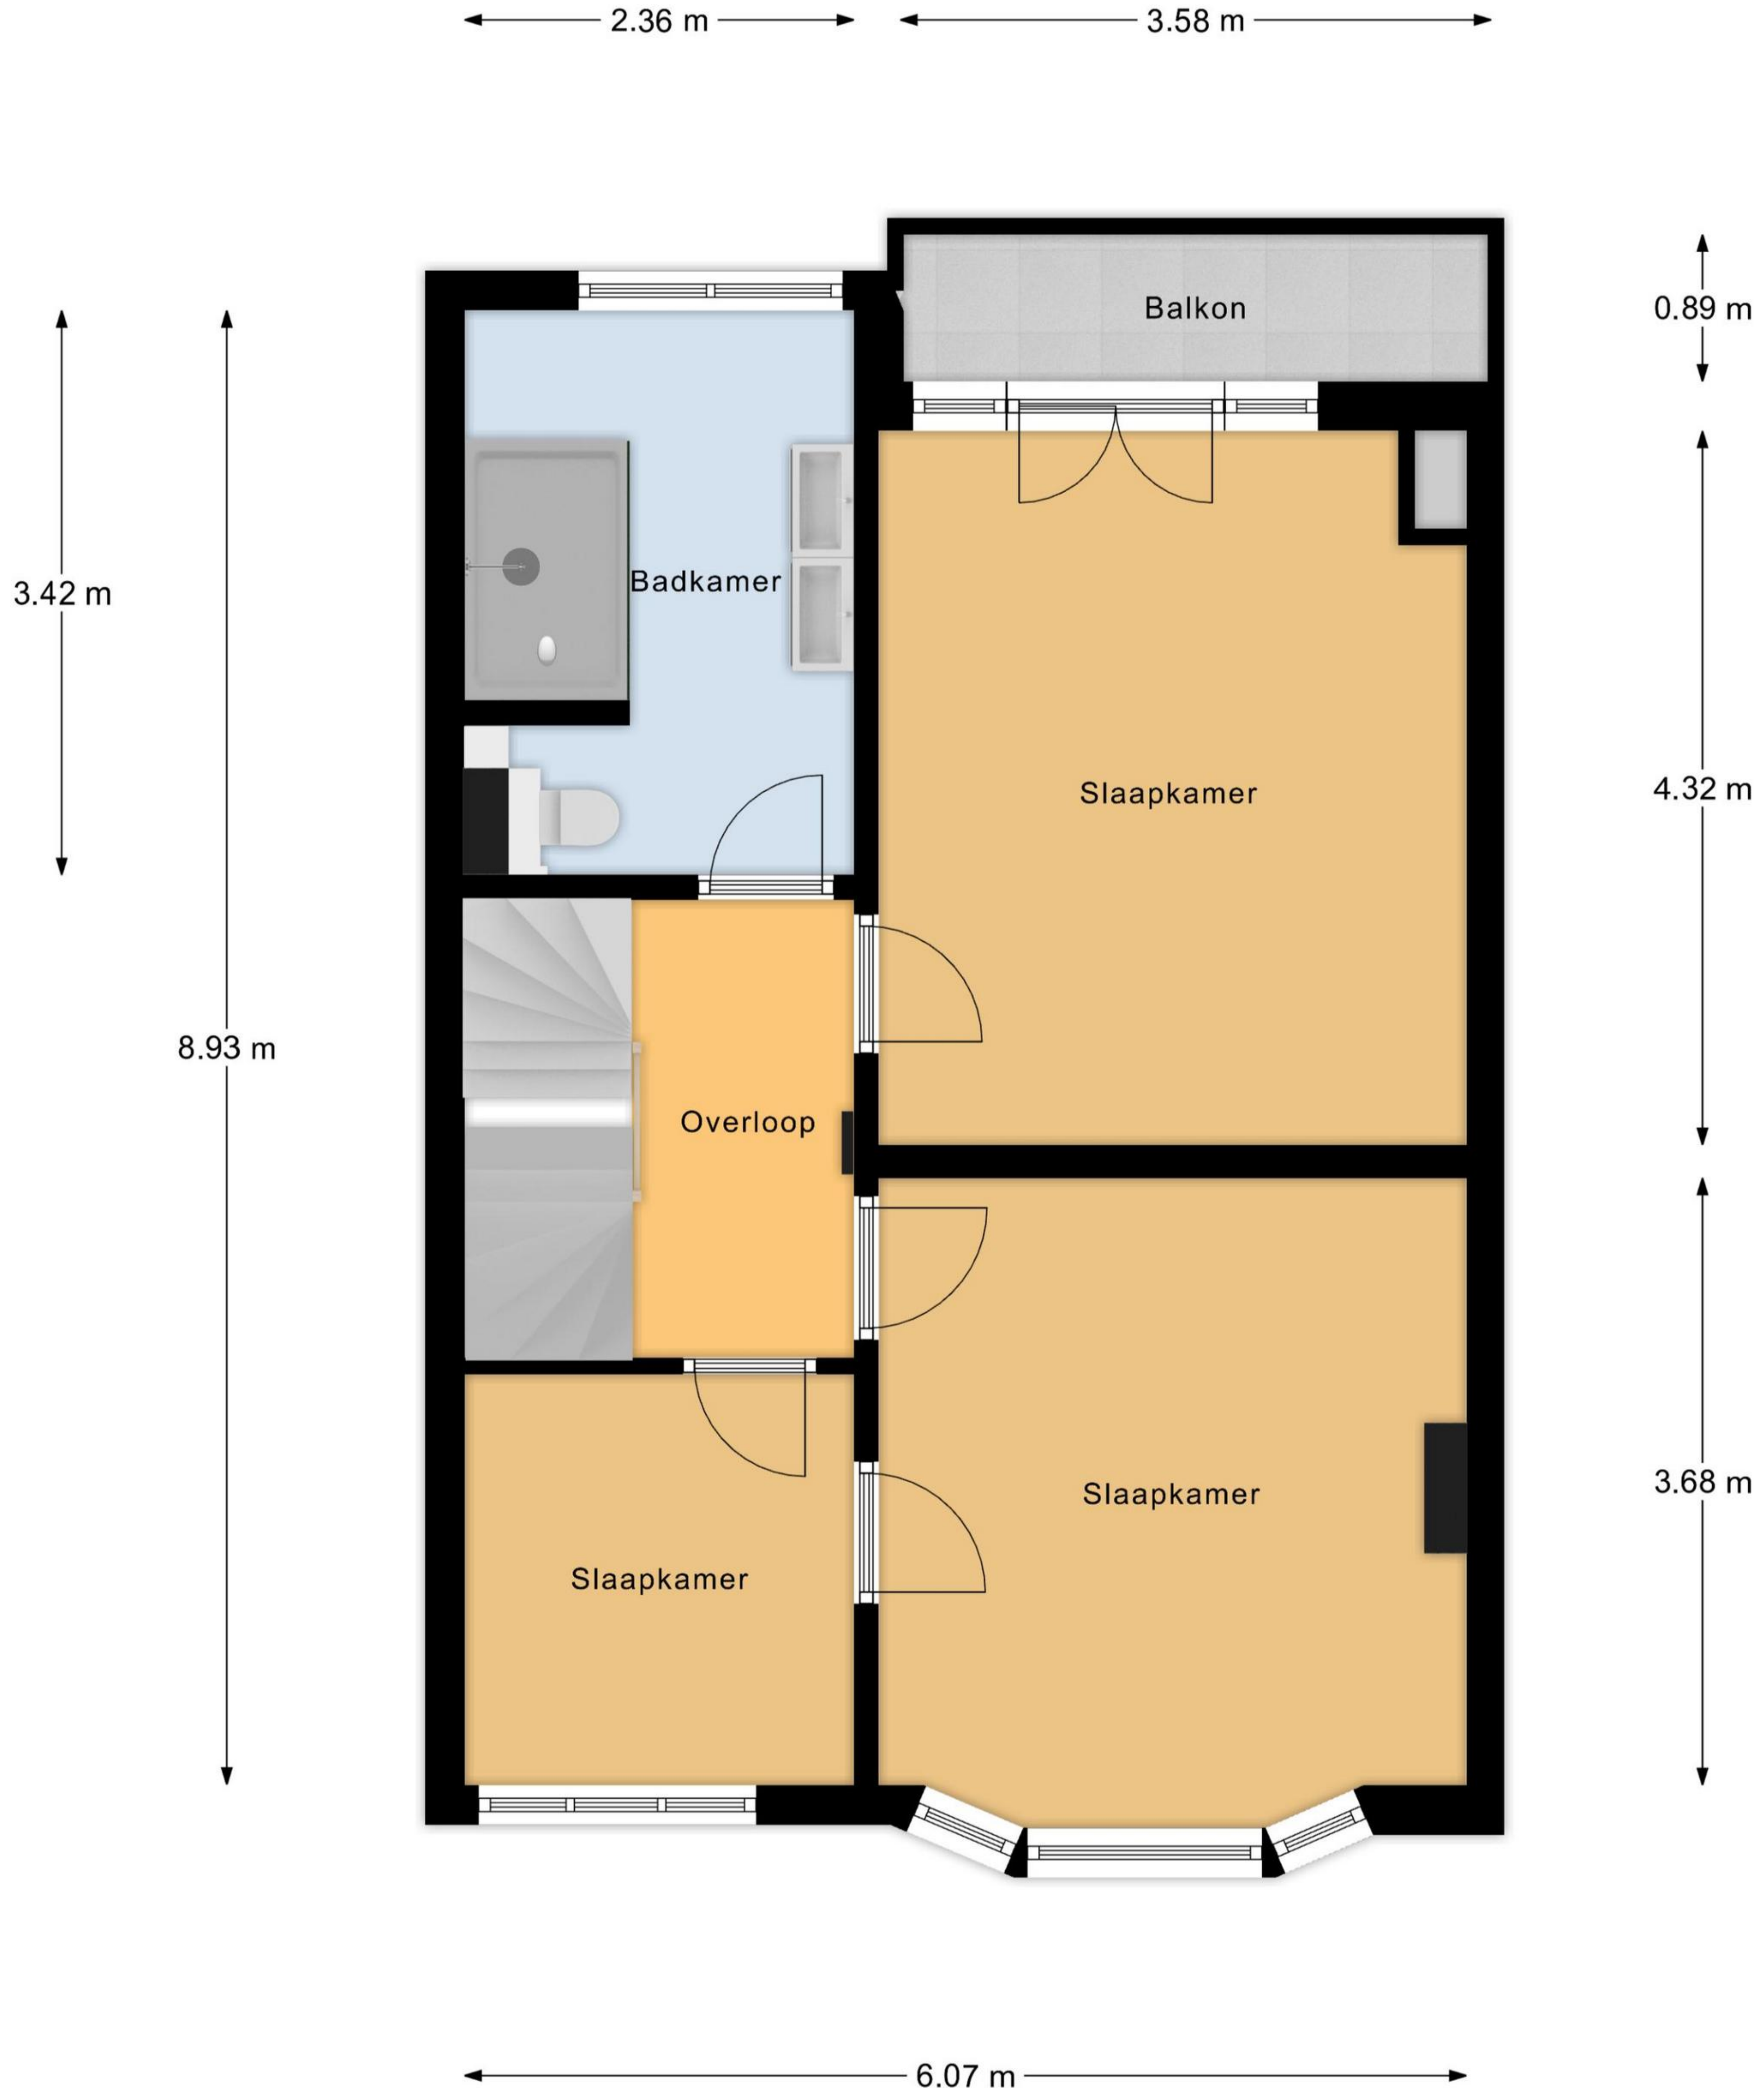 2.36 m
3.58 m
Balkon
0.89 m
Badkamer
3.42 m
Slaapkamer
4.32 m
8.93 m
Overloop
Slaapkamer
3.68 m
Slaapkamer
6.07 m